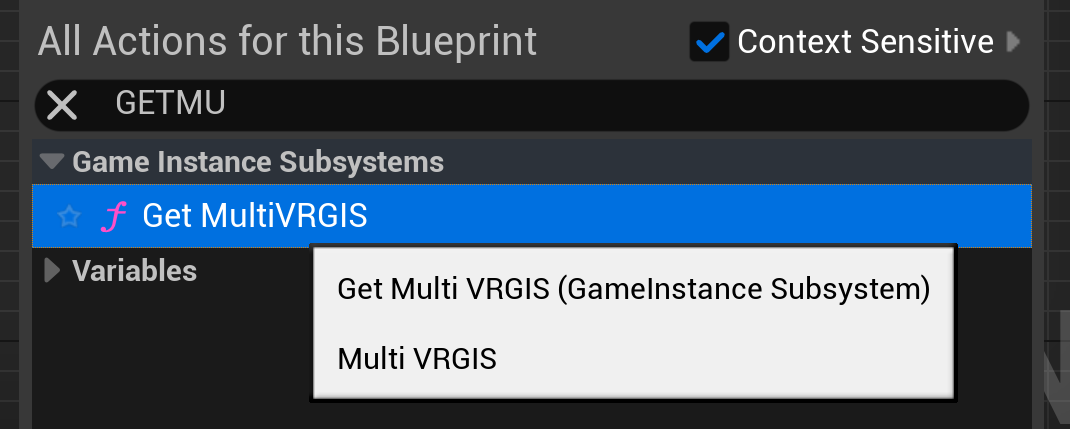 All Actions for this Blueprint
Context Sensitive
GETMU
Game Instance Subsystems
Get MultiVRGIS
Variables
Get Multi VRGIS (GameInstance Subsystem)
Multi VRGIS